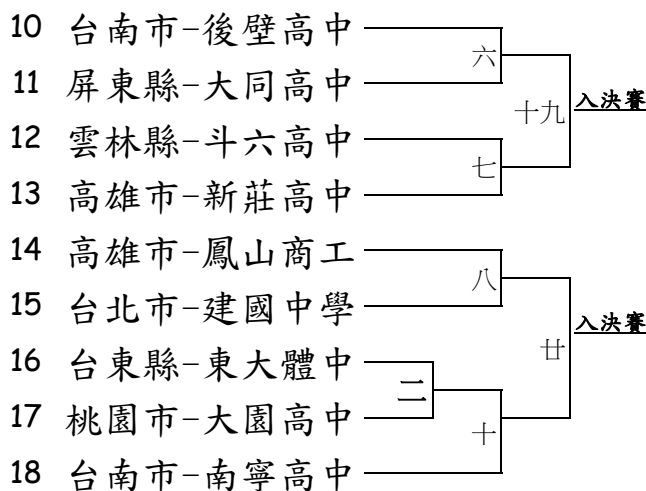 10 台南市-後壁高中
六
11 屏東縣-大同高中
十九 入決賽
12 雲林縣-斗六高中
七
13 高雄市-新莊高中
14 高雄市-鳳山商工
八
15 台北市-建國中學
廿 入決賽
16 台東縣-東大體中
二
17 桃園市-大園高中
十
18 台南市-南寧高中